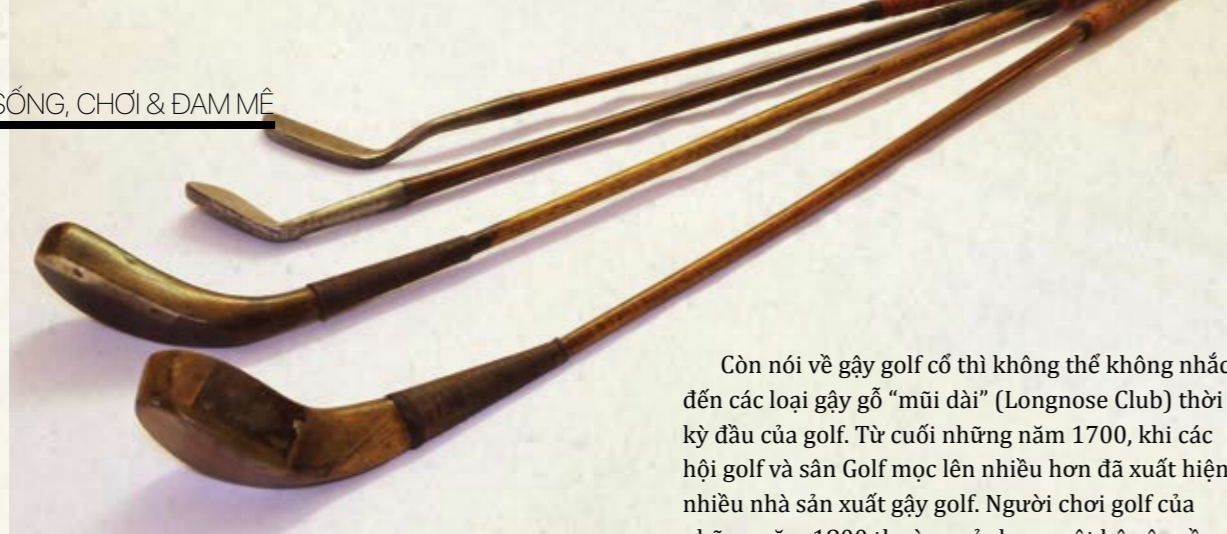 SỐNG, CHƠI & ĐAM MÊ
Còn nói về gậy golf cổ thì không thể không nhắc
đến các loại gậy gỗ “mũi dài” (Longnose Club) thời
kỳ đầu của golf. Từ cuối những năm 1700, khi các
hội golf và sân Golf mọc lên nhiều hơn đã xuất hiện
nhiều nhà sản xuất gậy golf. Người chơi golf của